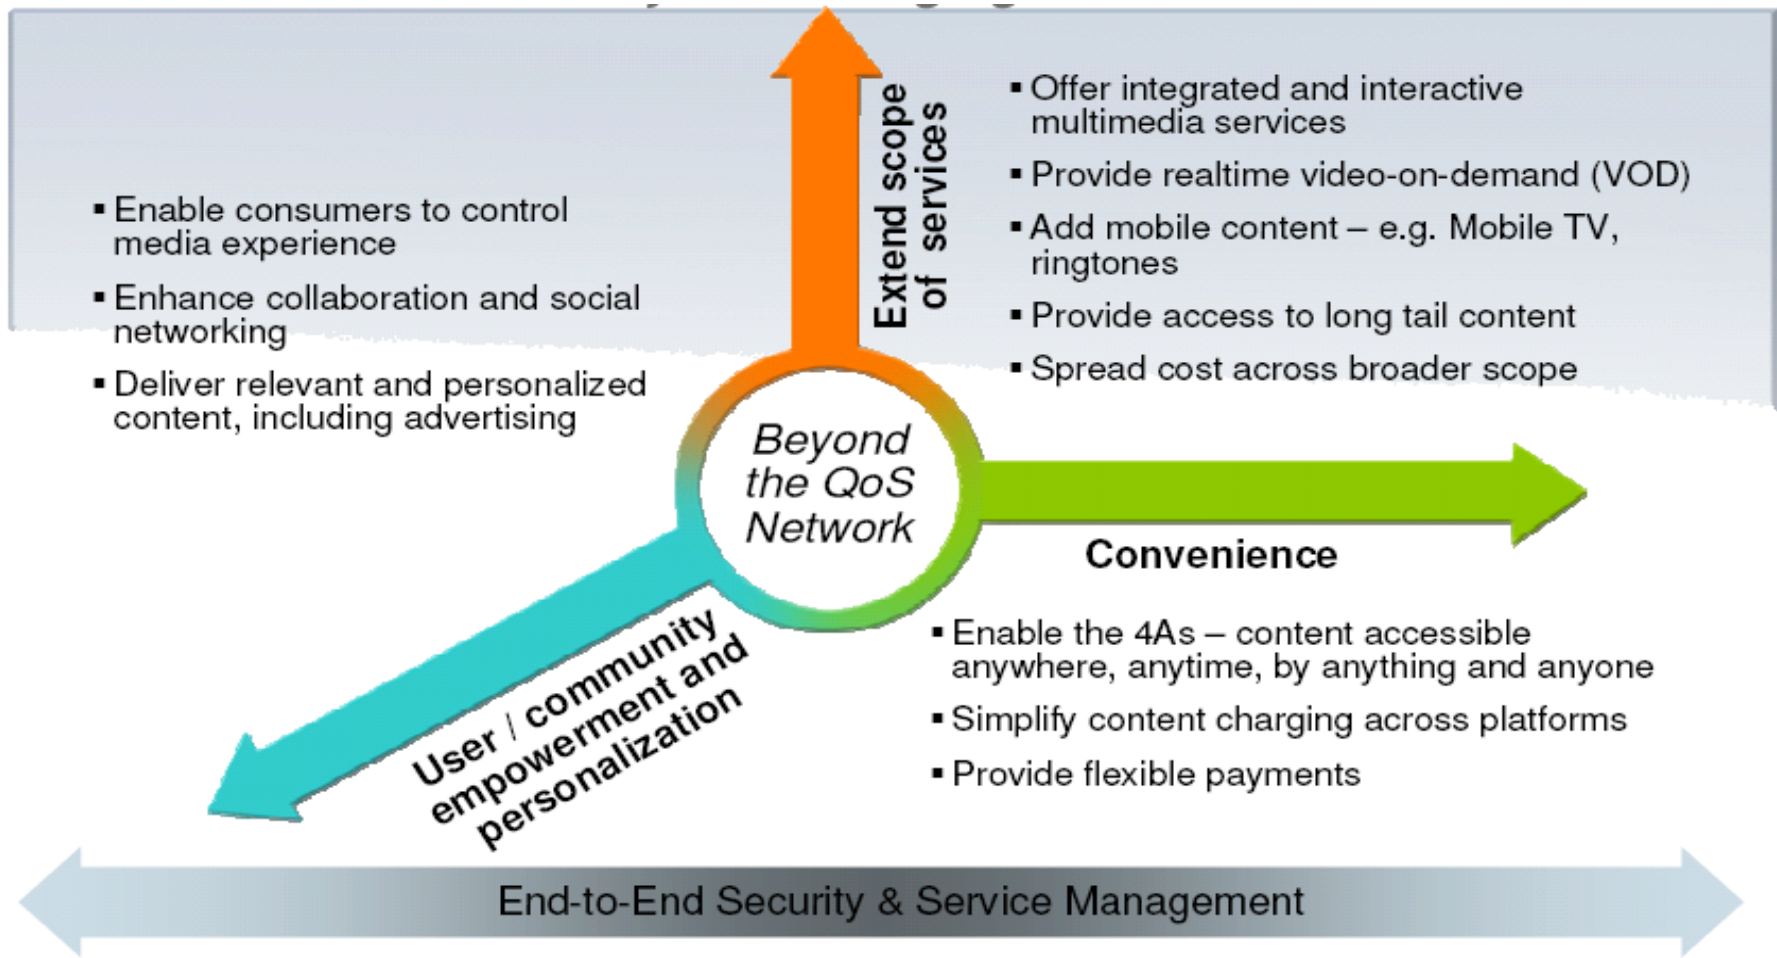 Extend scope
of services
▪ Offer integrated and interactive
multimedia services
▪ Provide realtime video-on-demand (VOD)
▪ Add mobile content – e.g. Mobile TV,
ringtones
▪ Provide access to long tail content
▪ Spread cost across broader scope
▪ Enable consumers to control
media experience
▪ Enhance collaboration and social
networking
▪ Deliver relevant and personalized
content, including advertising
Beyond
the QoS
Network
Convenience
▪ Enable the 4As – content accessible
anywhere, anytime, by anything and anyone
▪ Simplify content charging across platforms
▪ Provide flexible payments
User / community
empowerment and
personalization
End-to-End Security & Service Management